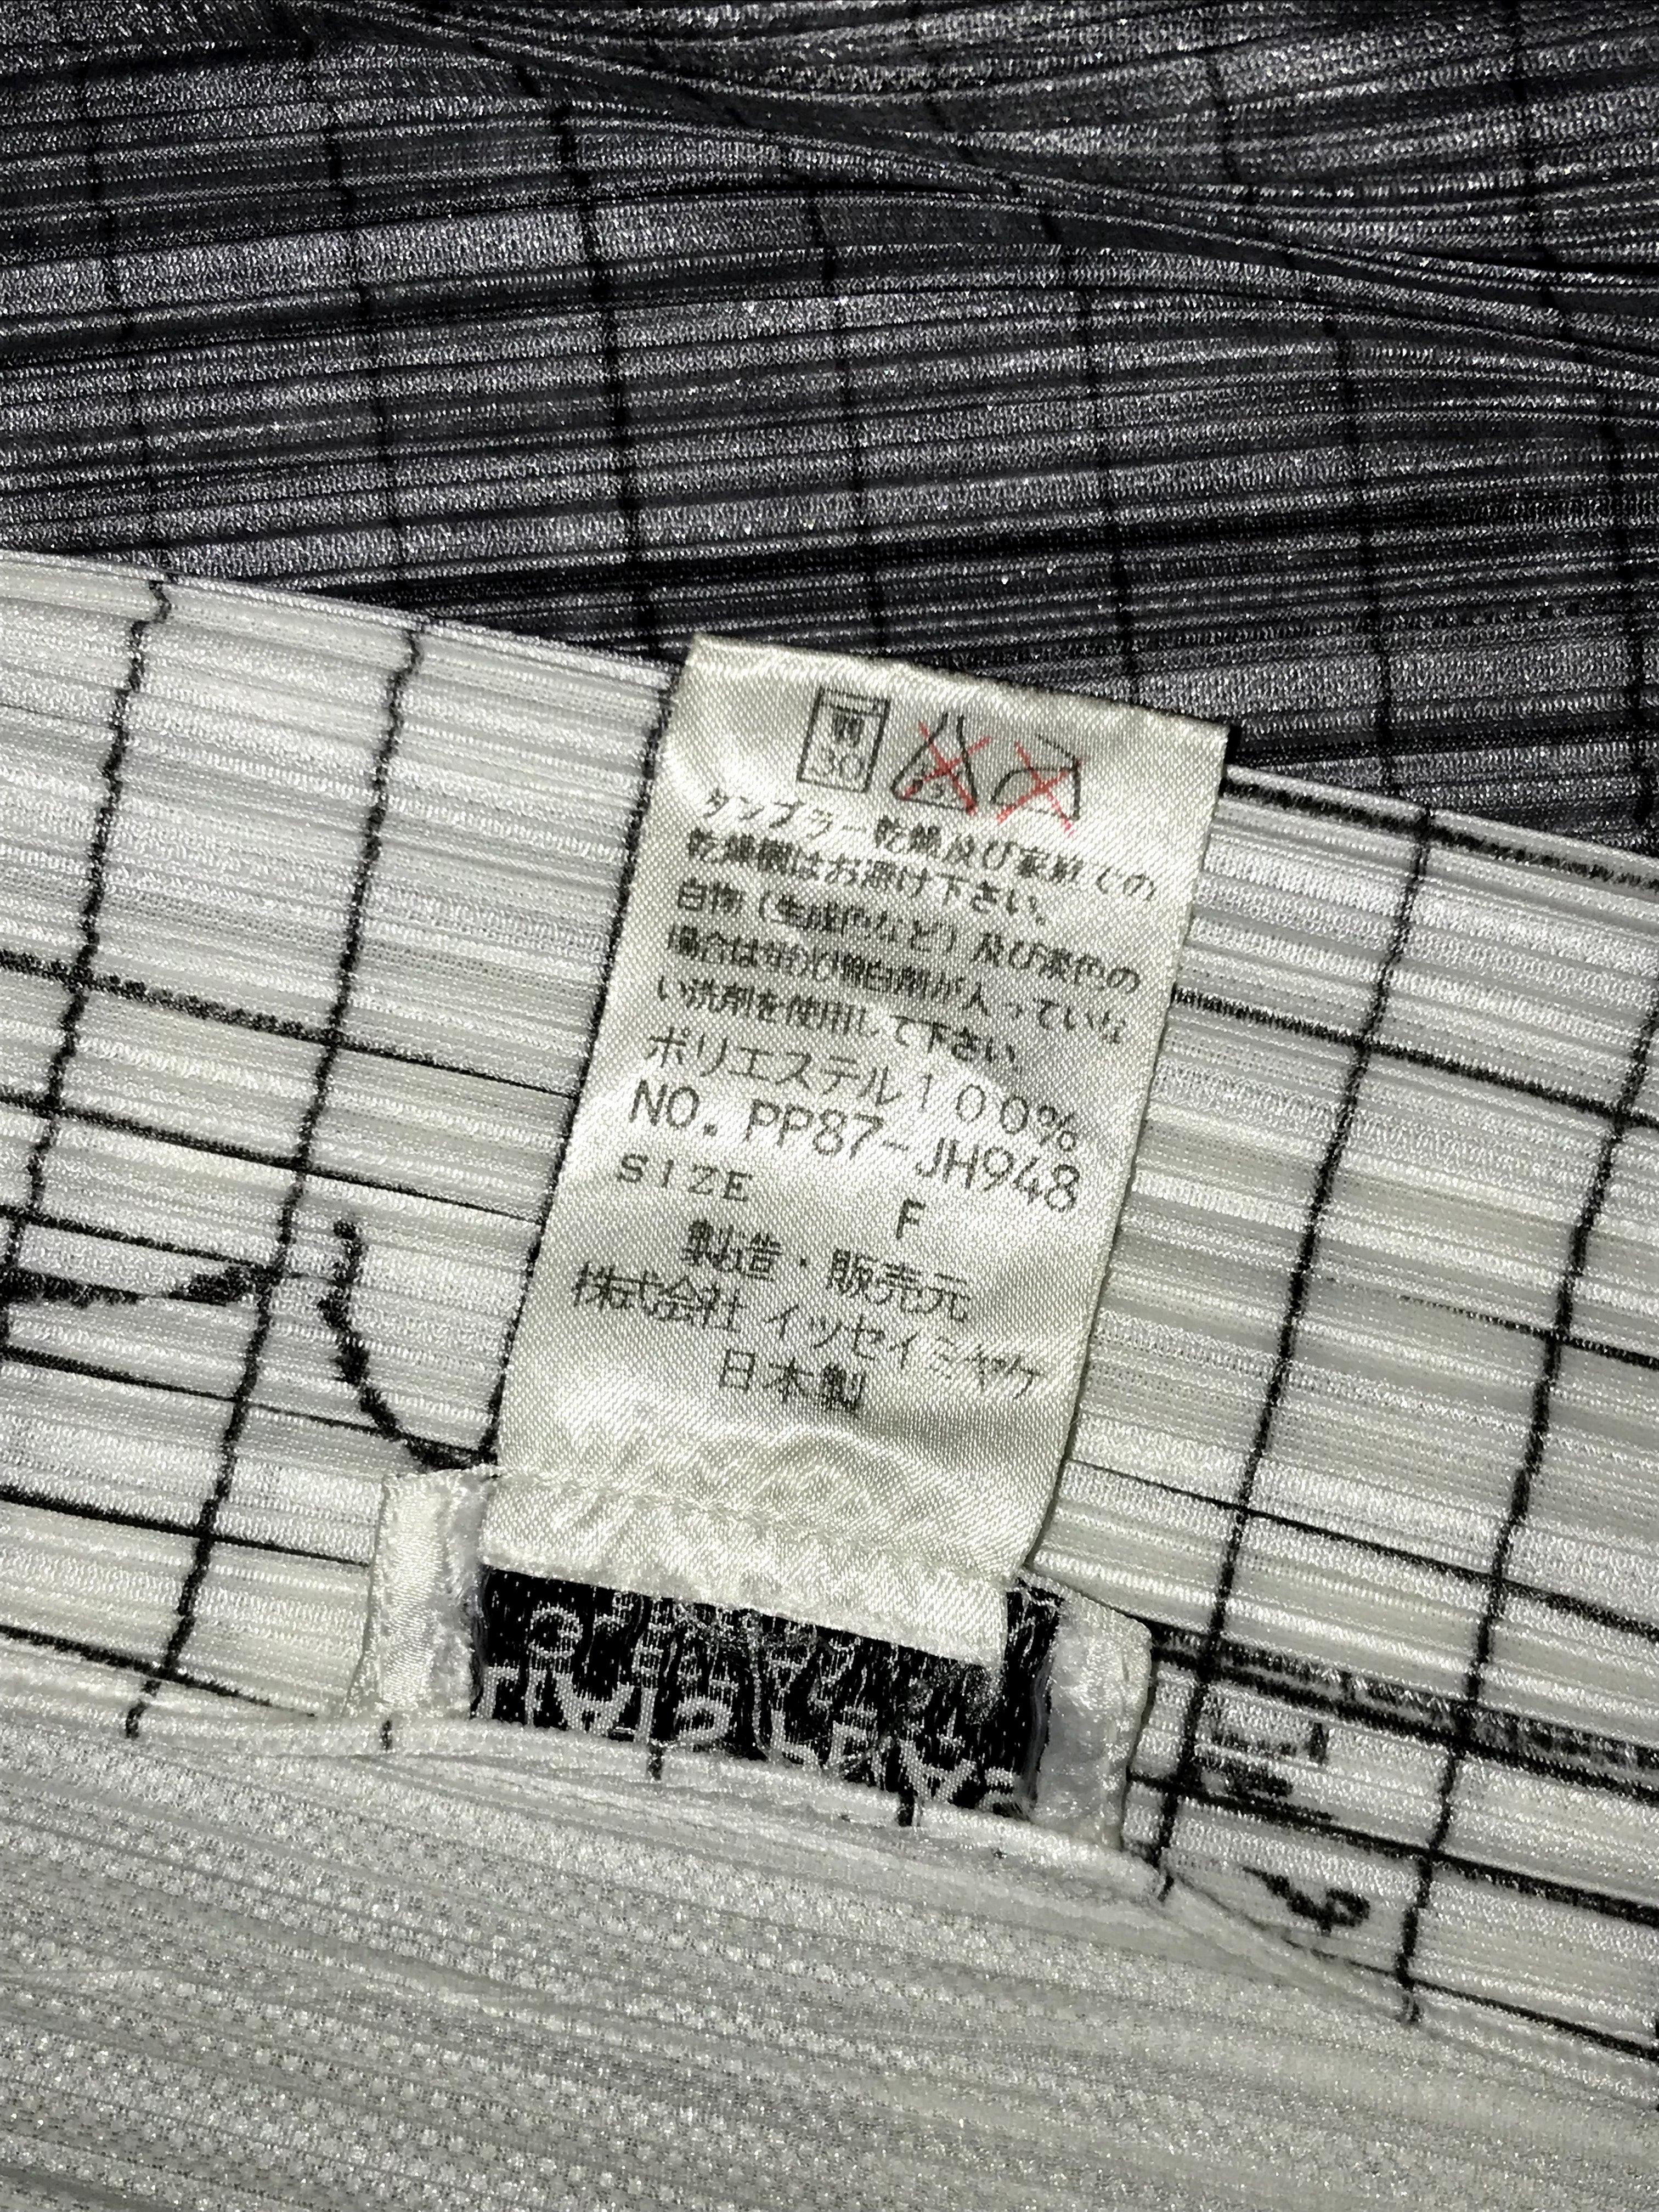 弱
30
タンブラー乾燥及び家庭での
乾燥機はお避け下さい。
白物（生成色など）及び淡色の
場合は蛍光増白剤が入っていな
い洗剤を使用して下さい
ポリエステル100%
NO. PP87-JH948
SIZE F
製造・販売元
株式会社 イッセイミヤケ
日本製